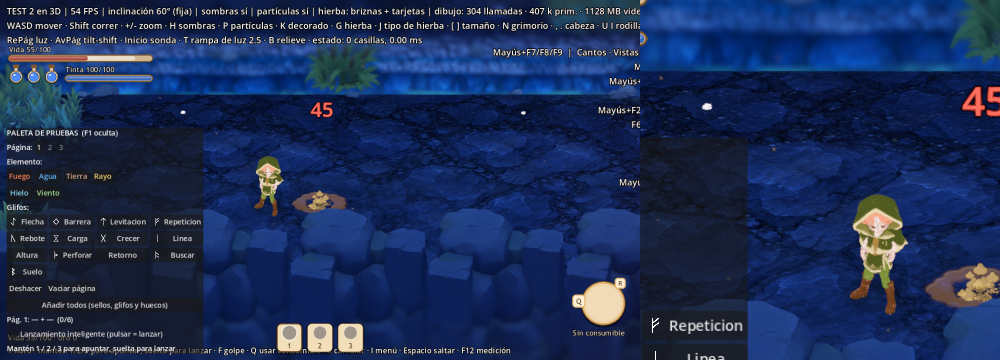 TEST 2 en 3D | 54 FPS | inclinación 60° (fija) | sombras sí | partículas sí | hierba: briznas + tarjetas | dibujo: 304 llamadas · 407 k prim. · 1128 MB vide
WASD mover · Shift correr · +/- zoom · H sombras · P partículas · K decorado · G hierba · J tipo de hierba · [ ] tamaño · N grimorio · , . cabeza · U I rodill
RePág luz · AvPág tilt-shift · Inicio sonda · T rampa de luz 2.5 · B relieve · estado: 0 casillas, 0.00 ms
Vida 55/100
Mayús+F7/F8/F9 | Cantos · Vistas
M
Tinta 100/100
Mayús+
45
Mayús+F2
F6
PALETA DE PRUEBAS (F1 oculta)
Página: 1 2 3
Elemento:
Fuego Agua Tierra Rayo
Mayú
Hielo Viento
Glifos:
Flecha Barrera Levitacion Repeticion
Rebote Carga Crecer Linea
Altura Perforar Retorno Buscar
Suelo
Deshacer Vaciar página
Añadir todos (sellos, glifos y huecos)
Pág. 1: — + — (0/6)
Lanzamiento inteligente (pulsar = lanzar)
Mantén 1 / 2 / 3 para apuntar, suelta para lanzar
· F golpe · Q usar
· I menú · Espacio saltar · F12 medición
1 2 3
R
Q
Sin consumible
45
Repeticion
Linea